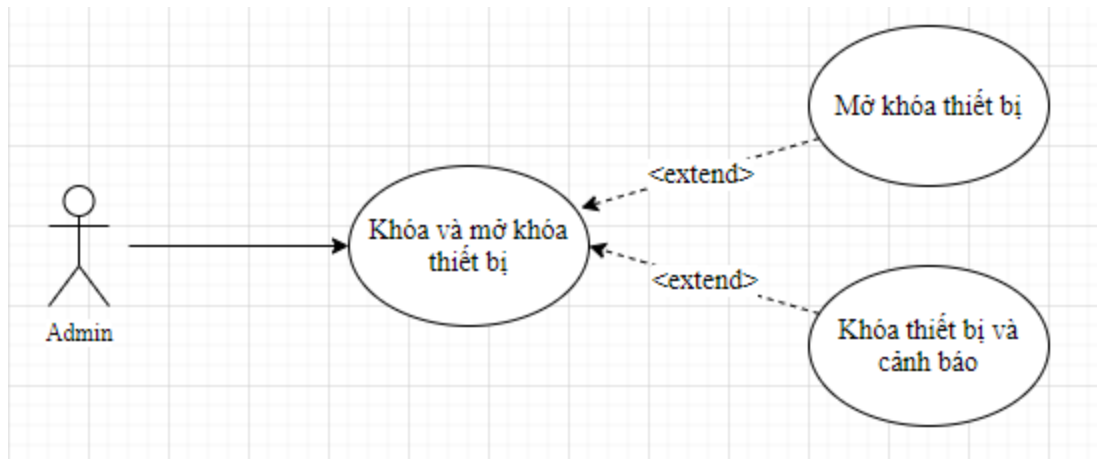 Mở khóa thiết bị
<extend>
Khóa và mở khóa
thiết bị
<extend>
Admin
Khóa thiết bị và
cảnh báo